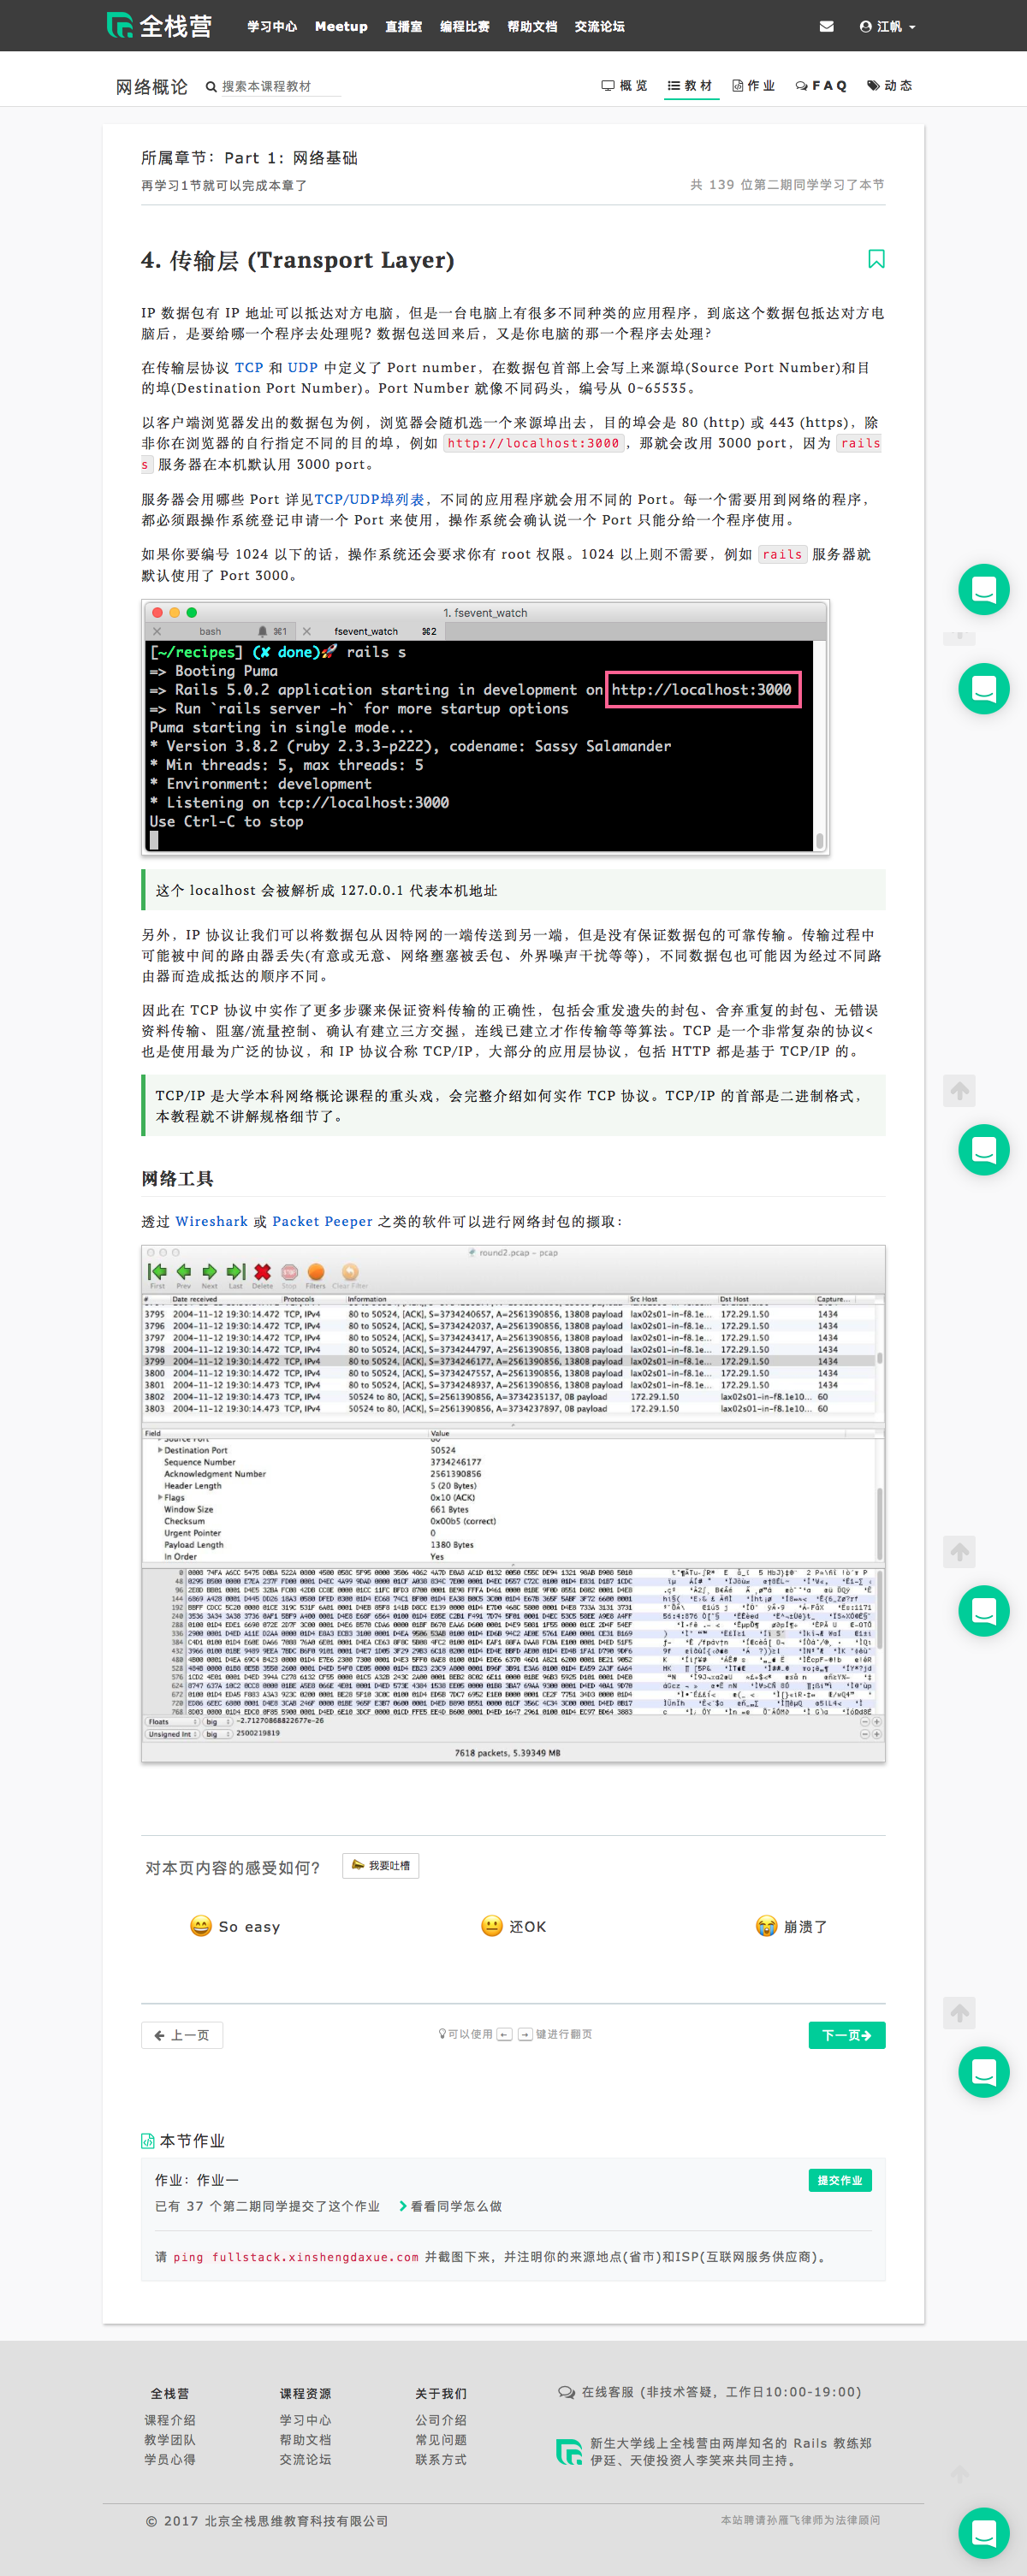 全栈营 学习中心 Meetup 直播室 编程比赛 帮助文档 交流论坛 江帆
网络概论 搜索本课程教材 概览 教材 作业 FAQ 动态
所属章节：Part 1: 网络基础
再学习1节就可以完成本章了 共 139 位第二期同学学习了本节
4. 传输层 (Transport Layer)
IP 数据包有 IP 地址可以抵达对方电脑，但是一台电脑上有很多不同种类的应用程序，到底这个数据包抵达对方电
脑后，是要给哪一个程序去处理呢？数据包送回来后，又是你电脑的那一个程序去处理？
在传输层协议 TCP 和 UDP 中定义了 Port number，在数据包首部上会写上来源埠(Source Port Number)和目
的埠(Destination Port Number)。Port Number 就像不同码头，编号从 0~65535。
以客户端浏览器发出的数据包为例，浏览器会随机选一个来源埠出去，目的埠会是 80 (http) 或 443 (https)，除
非你在浏览器的自行指定不同的目的埠，例如 http://localhost:3000，那就会改用 3000 port，因为 rails
s 服务器在本机默认用 3000 port。
服务器会用哪些 Port 详见TCP/UDP埠列表，不同的应用程序就会用不同的 Port。每一个需要用到网络的程序，
都必须跟操作系统登记申请一个 Port 来使用，操作系统会确认说一个 Port 只能分给一个程序使用。
如果你要编号 1024 以下的话，操作系统还会要求你有 root 权限。1024 以上则不需要，例如 rails 服务器就
默认使用了 Port 3000。
1. fsevent_watch
bash ⌘1 fsevent_watch ⌘2
[~/recipes] (✘ done)🚀 rails s
=> Booting Puma
=> Rails 5.0.2 application starting in development on http://localhost:3000
=> Run `rails server -h` for more startup options
Puma starting in single mode...
* Version 3.8.2 (ruby 2.3.3-p222), codename: Sassy Salamander
* Min threads: 5, max threads: 5
* Environment: development
* Listening on tcp://localhost:3000
Use Ctrl-C to stop
这个 localhost 会被解析成 127.0.0.1 代表本机地址
另外，IP 协议让我们可以将数据包从因特网的一端传送到另一端，但是没有保证数据包的可靠传输。传输过程中
可能被中间的路由器丢失(有意或无意、网络壅塞被丢包、外界噪声干扰等等)，不同数据包也可能因为经过不同路
由器而造成抵达的顺序不同。
因此在 TCP 协议中实作了更多步骤来保证资料传输的正确性，包括会重发遗失的封包、舍弃重复的封包、无错误
资料传输、阻塞/流量控制、确认有建立三方交握，连线已建立才作传输等等算法。TCP 是一个非常复杂的协议<
也是使用最为广泛的协议，和 IP 协议合称 TCP/IP，大部分的应用层协议，包括 HTTP 都是基于 TCP/IP 的。
TCP/IP 是大学本科网络概论课程的重头戏，会完整介绍如何实作 TCP 协议。TCP/IP 的首部是二进制格式，
本教程就不讲解规格细节了。
网络工具
透过 Wireshark 或 Packet Peeper 之类的软件可以进行网络封包的撷取：
round2.pcap - pcap
First Prev Next Last Delete Stop Filters Clear Filter
# Date received Protocols Information Src Host Dst Host Capture...
3795 2004-11-12 19:30:14.472 TCP, IPv4 80 to 50524, [ACK], S=3734240657, A=2561390856, 1380B payload lax02s01-in-f8.1e... 172.29.1.50 1434
3796 2004-11-12 19:30:14.472 TCP, IPv4 80 to 50524, [ACK], S=3734242037, A=2561390856, 1380B payload lax02s01-in-f8.1e... 172.29.1.50 1434
3797 2004-11-12 19:30:14.472 TCP, IPv4 80 to 50524, [ACK], S=3734243417, A=2561390856, 1380B payload lax02s01-in-f8.1e... 172.29.1.50 1434
3798 2004-11-12 19:30:14.472 TCP, IPv4 80 to 50524, [ACK], S=3734244797, A=2561390856, 1380B payload lax02s01-in-f8.1e... 172.29.1.50 1434
3799 2004-11-12 19:30:14.472 TCP, IPv4 80 to 50524, [ACK], S=3734246177, A=2561390856, 1380B payload lax02s01-in-f8.1e... 172.29.1.50 1434
3800 2004-11-12 19:30:14.472 TCP, IPv4 80 to 50524, [ACK], S=3734247557, A=2561390856, 1380B payload lax02s01-in-f8.1e... 172.29.1.50 1434
3801 2004-11-12 19:30:14.473 TCP, IPv4 80 to 50524, [ACK], S=3734248937, A=2561390856, 1380B payload lax02s01-in-f8.1e... 172.29.1.50 1434
3802 2004-11-12 19:30:14.473 TCP, IPv4 50524 to 80, [ACK], S=2561390856, A=3734235137, 0B payload 172.29.1.50 lax02s01-in-f8.1e10... 60
3803 2004-11-12 19:30:14.473 TCP, IPv4 50524 to 80, [ACK], S=2561390856, A=3734237897, 0B payload 172.29.1.50 lax02s01-in-f8.1e10... 60
Field Value
Source Port 80
Destination Port 50524
Sequence Number 3734246177
Acknowledgment Number 2561390856
Header Length 5 (20 Bytes)
Flags 0x10 (ACK)
Window Size 661 Bytes
Checksum 0x00b5 (correct)
Urgent Pointer 0
Payload Length 1380 Bytes
In Order Yes
Floats big -2.71270868822677e-26
Unsigned Int big 2500219819
7618 packets, 5.39349 MB
对本页内容的感受如何？ 我要吐槽
So easy 还OK 崩溃了
上一页 可以使用 ← → 键进行翻页 下一页
本节作业
作业：作业一 提交作业
已有 37 个第二期同学提交了这个作业 看看同学怎么做
请 ping fullstack.xinshengdaxue.com 并截图下来，并注明你的来源地点(省市)和ISP(互联网服务供应商)。
全栈营 课程资源 关于我们 在线客服 (非技术答疑，工作日10:00-19:00)
课程介绍 学习中心 公司介绍
教学团队 帮助文档 常见问题
学员心得 交流论坛 联系方式
新生大学线上全栈营由两岸知名的 Rails 教练郑
伊廷、天使投资人李笑来共同主持。
© 2017 北京全栈思维教育科技有限公司 本站聘请孙雁飞律师为法律顾问